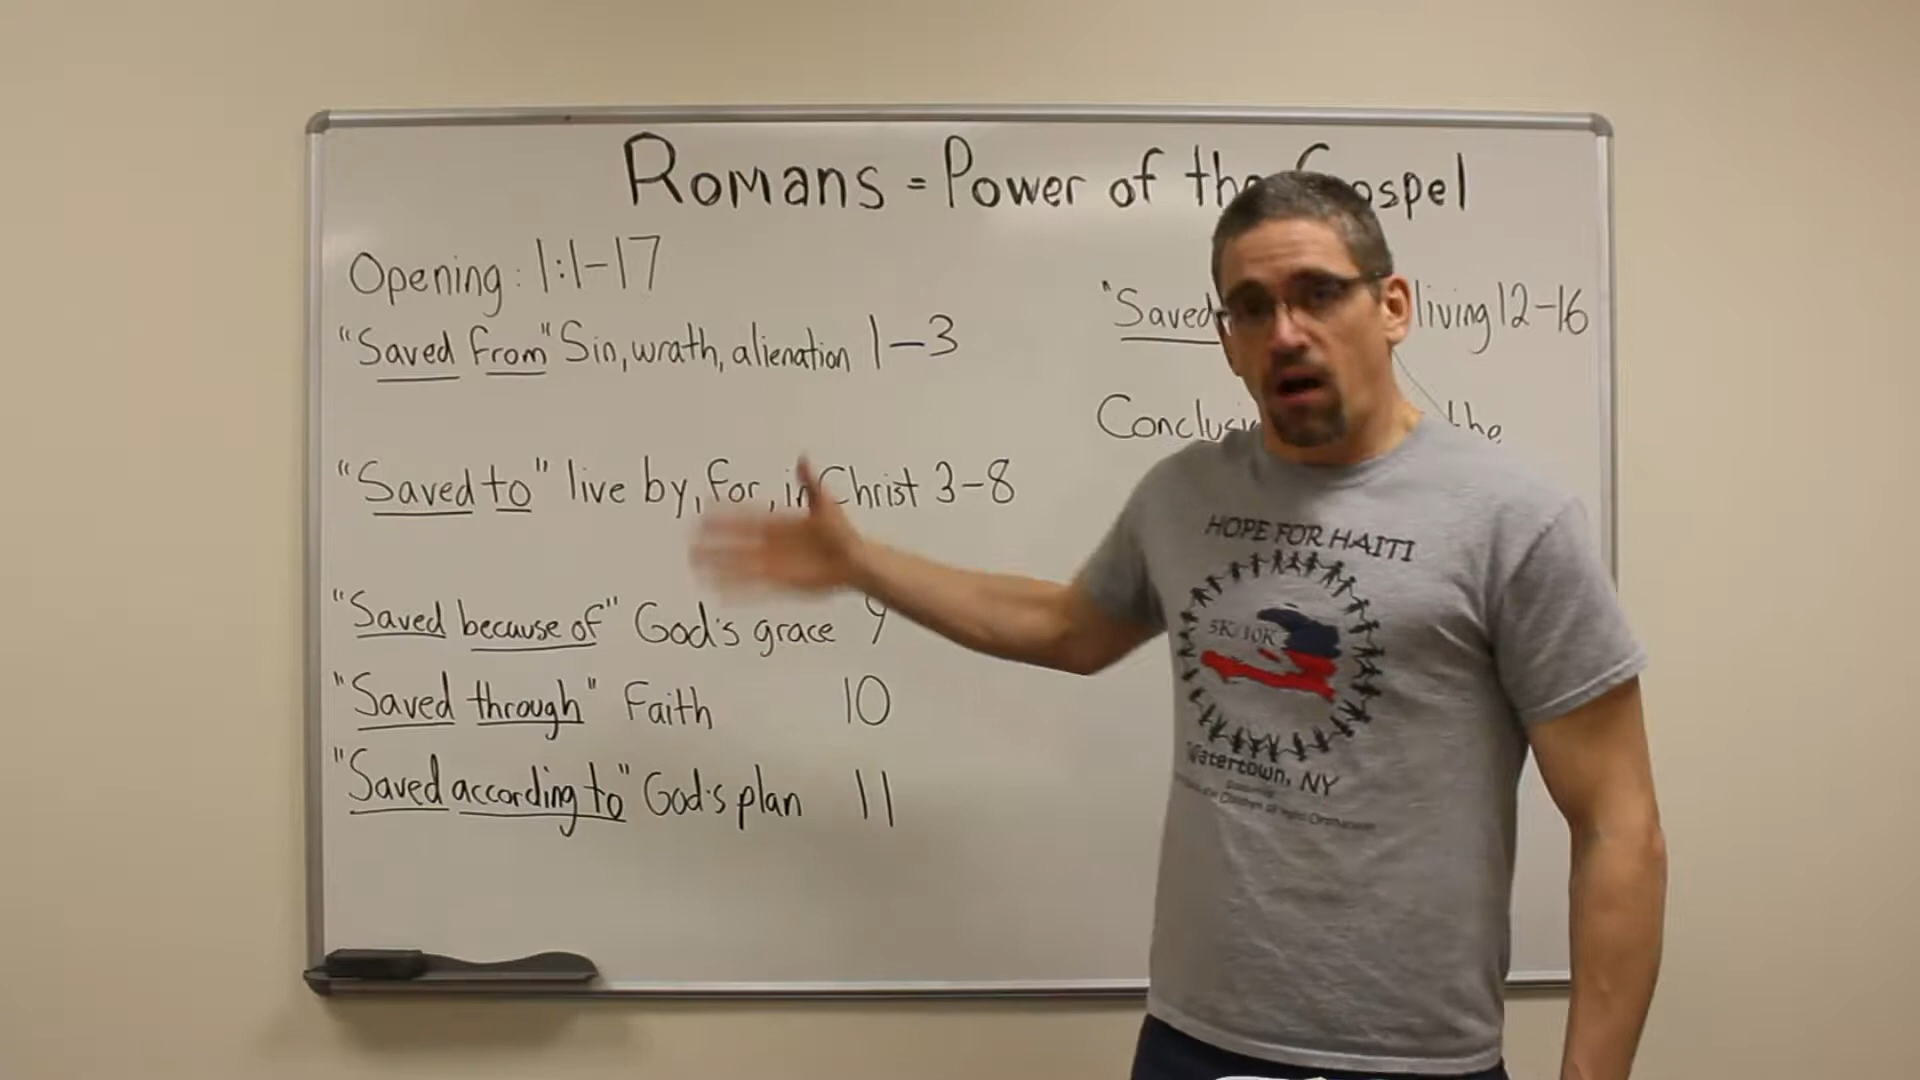 Romans = Power of the Gospel
Opening: 1:1-17
"Saved from" Sin, wrath, alienation 1-3
"Saved to" live by, for, in Christ 3-8
"Saved because of" God's grace 9
"Saved through" Faith 10
"Saved according to" God's plan 11
"Saved living 12-16
the
HOPE FOR HAITI
5K/10K
Watertown, NY